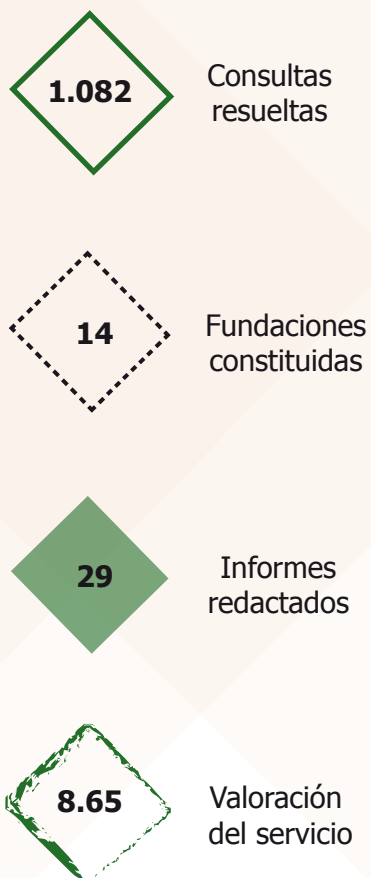 1.082
Consultas
resueltas
14
Fundaciones
constituidas
29
Informes
redactados
8.65
Valoración
del servicio